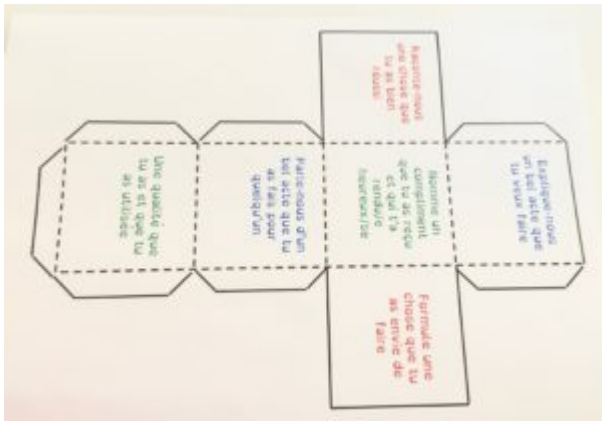 Raconte-nous
une chose que
tu as bien
réussi
Explique-nous
un bel acte que
tu veux faire
Nomme un
compliment
que tu as reçu
et qui t'a
rendu/e
heureux/se
Parle-nous d'un
bel acte que tu
as fais pour
quelqu'un
Une qualité que
tu as et que tu
as utilisée
Formule une
chose que tu
as envie de
faire